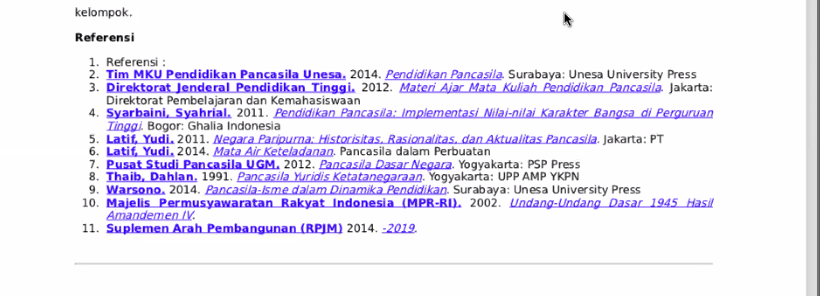 kelompok.
Referensi
1. Referensi :
2. Tim MKU Pendidikan Pancasila Unesa. 2014. Pendidikan Pancasila. Surabaya: Unesa University Press
3. Direktorat Jenderal Pendidikan Tinggi. 2012. Materi Ajar Mata Kuliah Pendidikan Pancasila. Jakarta:
Direktorat Pembelajaran dan Kemahasiswaan
4. Syarbaini, Syahrial. 2011. Pendidikan Pancasila: Implementasi Nilai-nilai Karakter Bangsa di Perguruan
Tinggi. Bogor: Ghalia Indonesia
5. Latif, Yudi. 2011. Negara Paripurna: Historisitas, Rasionalitas, dan Aktualitas Pancasila. Jakarta: PT
6. Latif, Yudi. 2014. Mata Air Keteladanan. Pancasila dalam Perbuatan
7. Pusat Studi Pancasila UGM. 2012. Pancasila Dasar Negara. Yogyakarta: PSP Press
8. Thaib, Dahlan. 1991. Pancasila Yuridis Ketatanegaraan. Yogyakarta: UPP AMP YKPN
9. Warsono. 2014. Pancasila-Isme dalam Dinamika Pendidikan. Surabaya: Unesa University Press
10. Majelis Permusyawaratan Rakyat Indonesia (MPR-RI). 2002. Undang-Undang Dasar 1945 Hasil
Amandemen IV.
11. Suplemen Arah Pembangunan (RPJM) 2014. -2019.